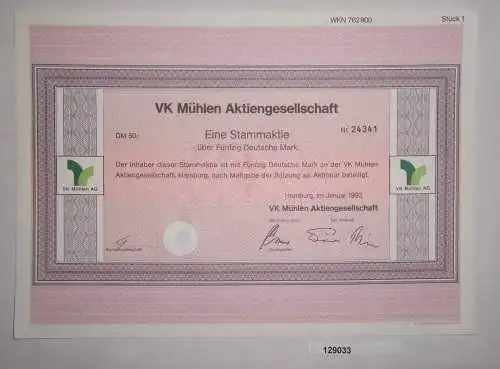 WKN 762900 Stück 1
VK Mühlen Aktiengesellschaft
DM 50,- Eine Stammaktie Nr. 24341
über Fünfzig Deutsche Mark
Der Inhaber dieser Stammaktie ist mit Fünfzig Deutsche Mark an der VK Mühlen
Aktiengesellschaft, Hamburg, nach Maßgabe der Satzung als Aktionär beteiligt.
VK Mühlen AG
VK Mühlen AG
Hamburg, im Januar
VK Mühlen Aktiengesellschaft
129033